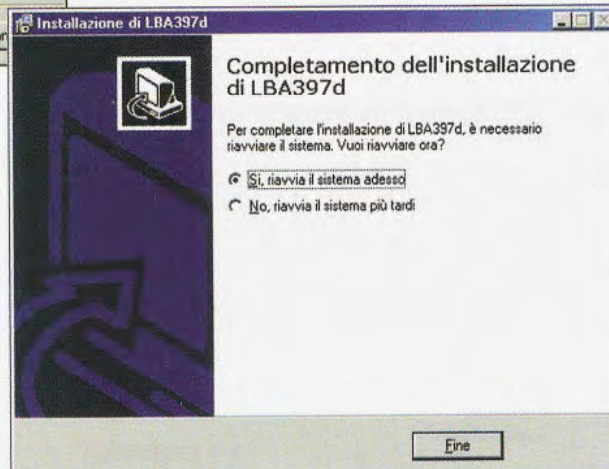 Installazione di LBA397d
Completamento dell'installazione
di LBA397d
Per completare l'installazione di LBA397d, è necessario
riavviare il sistema. Vuoi riavviare ora?
Sì, riavvia il sistema adesso
No, riavvia il sistema più tardi
Fine